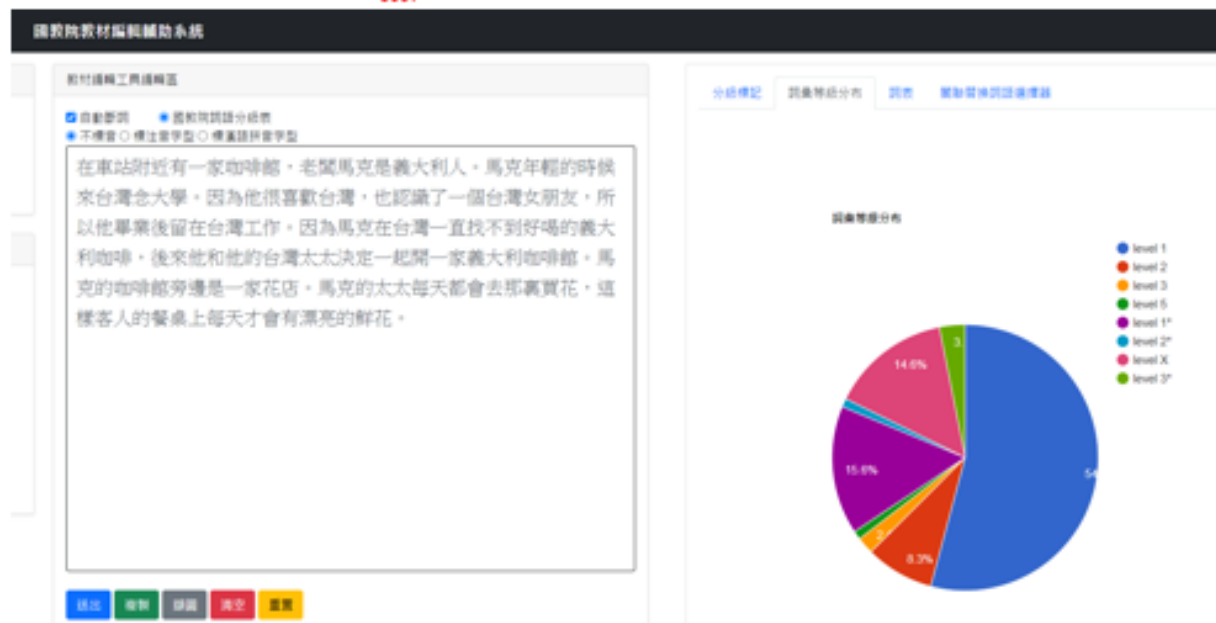 國教院教材編輯輔助系統
教材編輯工具編輯區
自動斷詞 國教院詞語分級表
不標音 標注音字型 標漢語拼音字型
在車站附近有一家咖啡館，老闆馬克是義大利人。馬克年輕的時候
來台灣念大學。因為他很喜歡台灣，也認識了一個台灣女朋友，所
以他畢業後留在台灣工作。因為馬克在台灣一直找不到好喝的義大
利咖啡，後來他和他的台灣太太決定一起開一家義大利咖啡館。馬
克的咖啡館旁邊是一家花店。馬克的太太每天都會去那裏買花，這
樣客人的餐桌上每天才會有漂亮的鮮花。
送出 複製 清空 重置
分級標記 詞彙等級分布 詞表
詞彙等級分布
level 1
level 2
level 3
level 5
level 1*
level 2*
level X
level 3*
3.
14.6%
15.6%
54
2.
8.3%